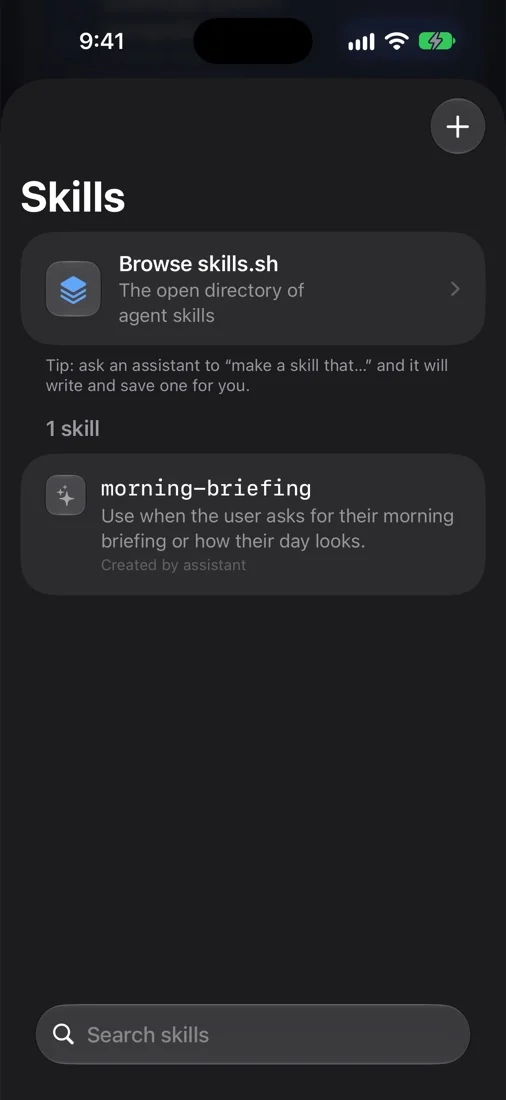 9:41
Skills
Browse skills.sh
The open directory of
agent skills
Tip: ask an assistant to “make a skill that...” and it will
write and save one for you.
1 skill
morning-briefing
Use when the user asks for their morning
briefing or how their day looks.
Created by assistant
Search skills